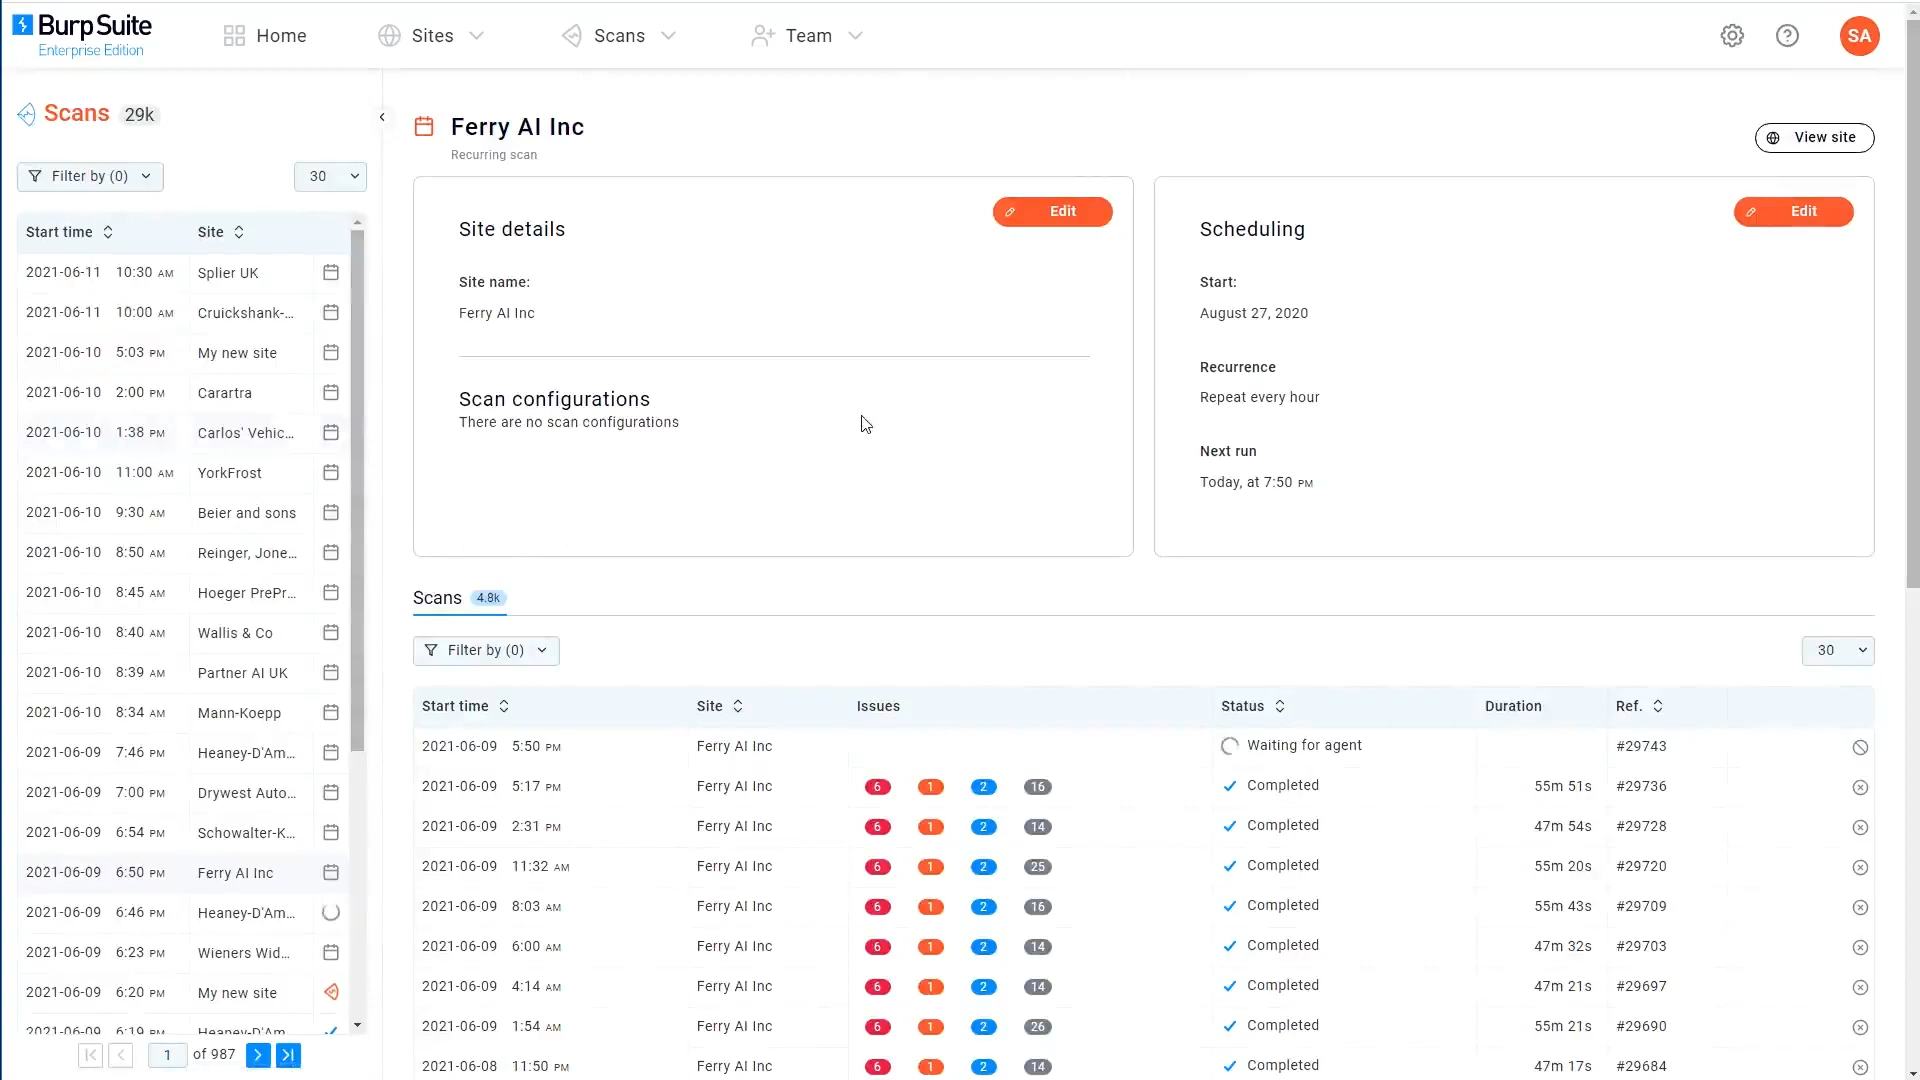 Burp Suite
Enterprise Edition
Home
Sites
Scans
Team
SA
Scans 29k
Filter by (0)
30
Start time Site
2021-06-11 10:30 AM Splier UK
2021-06-11 10:00 AM Cruickshank-...
2021-06-10 5:03 PM My new site
2021-06-10 2:00 PM Carartra
2021-06-10 1:38 PM Carlos' Vehic...
2021-06-10 11:00 AM YorkFrost
2021-06-10 9:30 AM Beier and sons
2021-06-10 8:50 AM Reinger, Jone...
2021-06-10 8:45 AM Hoeger PrePr...
2021-06-10 8:40 AM Wallis & Co
2021-06-10 8:39 AM Partner AI UK
2021-06-10 8:34 AM Mann-Koepp
2021-06-09 7:46 PM Heaney-D'Am...
2021-06-09 7:00 PM Drywest Auto...
2021-06-09 6:54 PM Schowalter-K...
2021-06-09 6:50 PM Ferry AI Inc
2021-06-09 6:46 PM Heaney-D'Am...
2021-06-09 6:23 PM Wieners Wid...
2021-06-09 6:20 PM My new site
2021-06-09 6:19 PM Heaney-D'Am
1 of 987
Ferry AI Inc
Recurring scan
View site
Site details
Edit
Site name:
Ferry AI Inc
Scan configurations
There are no scan configurations
Scheduling
Edit
Start:
August 27, 2020
Recurrence
Repeat every hour
Next run
Today, at 7:50 PM
Scans 4.8k
Filter by (0)
30
Start time Site Issues Status Duration Ref.
2021-06-09 5:50 PM Ferry AI Inc Waiting for agent #29743
2021-06-09 5:17 PM Ferry AI Inc 6 1 2 16 Completed 55m 51s #29736
2021-06-09 2:31 PM Ferry AI Inc 6 1 2 14 Completed 47m 54s #29728
2021-06-09 11:32 AM Ferry AI Inc 6 1 2 25 Completed 55m 20s #29720
2021-06-09 8:03 AM Ferry AI Inc 6 1 2 16 Completed 55m 43s #29709
2021-06-09 6:00 AM Ferry AI Inc 6 1 2 14 Completed 47m 32s #29703
2021-06-09 4:14 AM Ferry AI Inc 6 1 2 14 Completed 47m 21s #29697
2021-06-09 1:54 AM Ferry AI Inc 6 1 2 26 Completed 55m 21s #29690
2021-06-08 11:50 PM Ferry AI Inc 6 1 2 14 Completed 47m 17s #29684